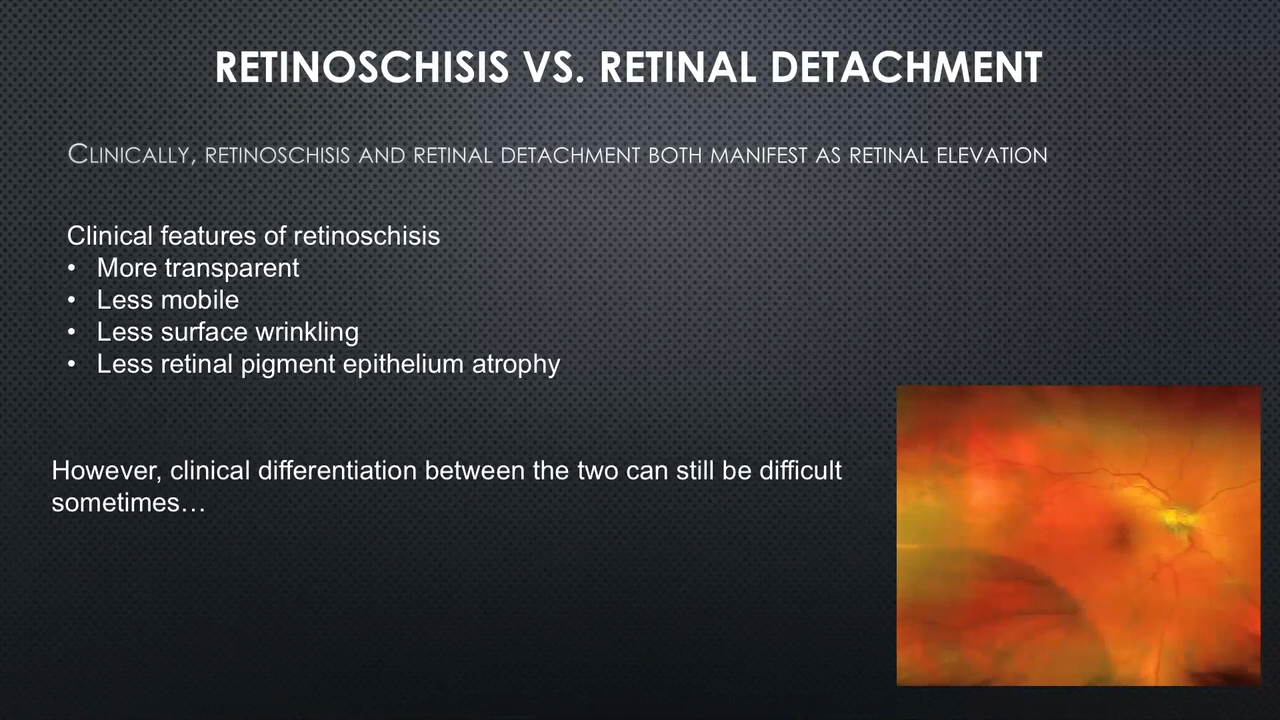 RETINOSCHISIS VS. RETINAL DETACHMENT
CLINICALLY, RETINOSCHISIS AND RETINAL DETACHMENT BOTH MANIFEST AS RETINAL ELEVATION
Clinical features of retinoschisis
• More transparent
• Less mobile
• Less surface wrinkling
• Less retinal pigment epithelium atrophy
However, clinical differentiation between the two can still be difficult
sometimes…